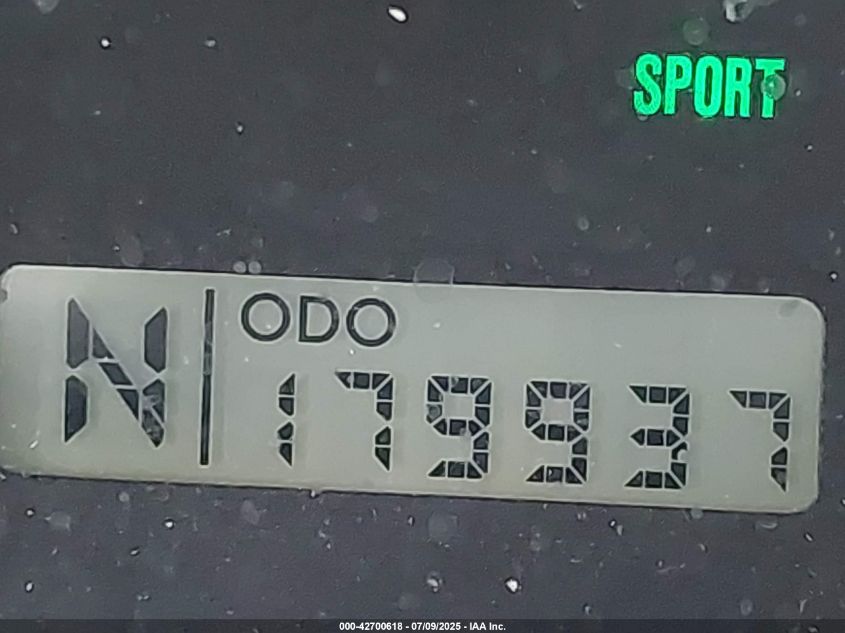 SPORT
N ODO
179937
000-42700618 - 07/09/2025 - IAA Inc.